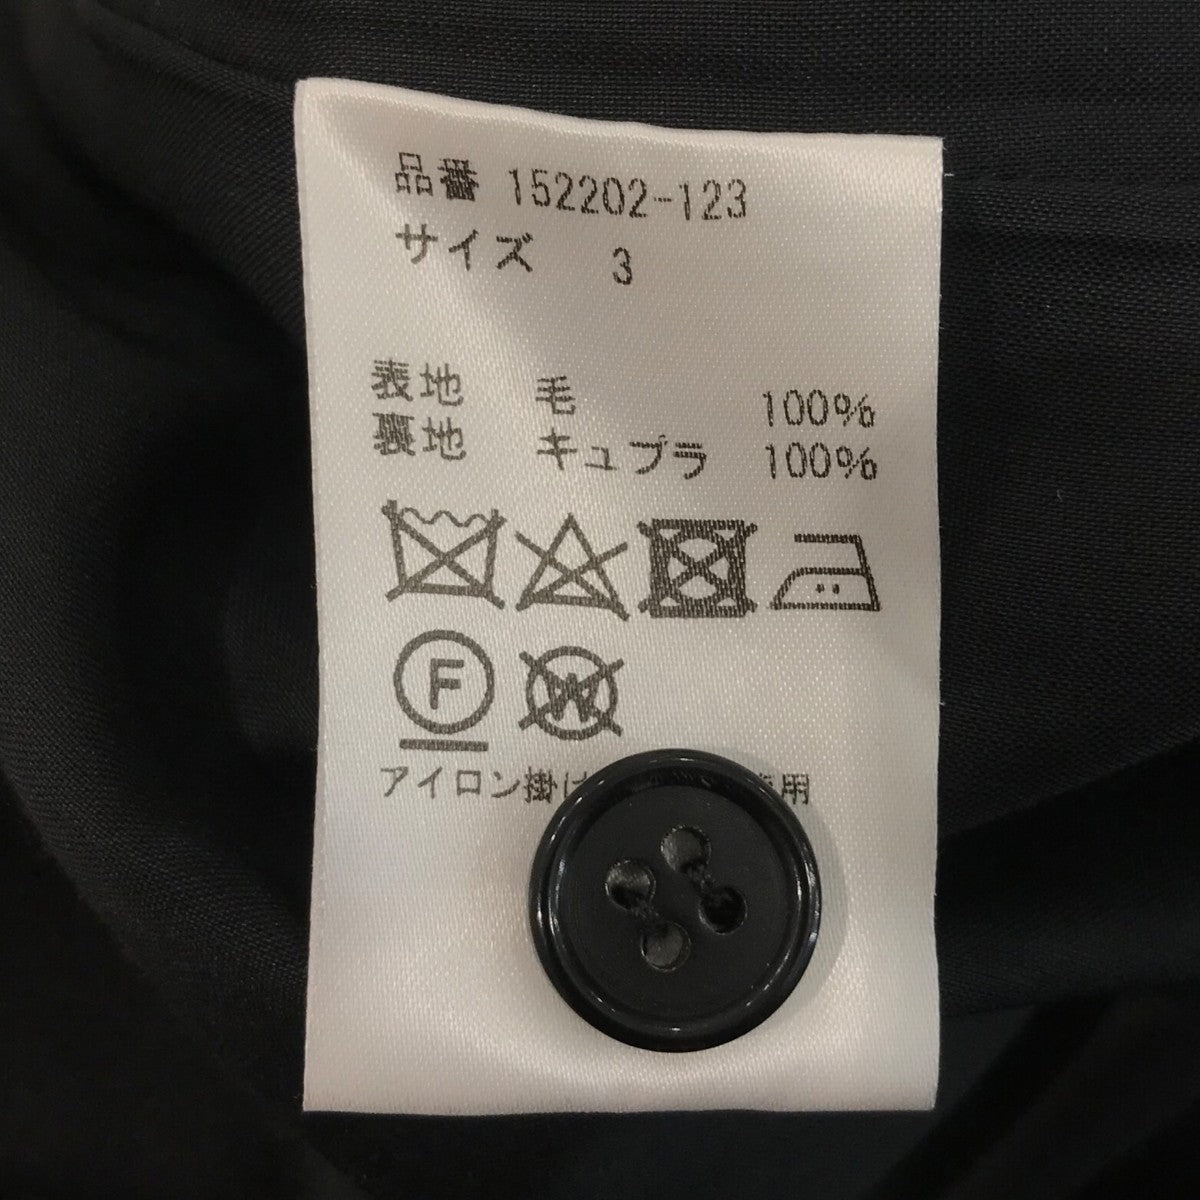 品番 152202-123
サイズ 3
表地 毛 100%
裏地 キュプラ 100%
F
W
アイロン掛け 用